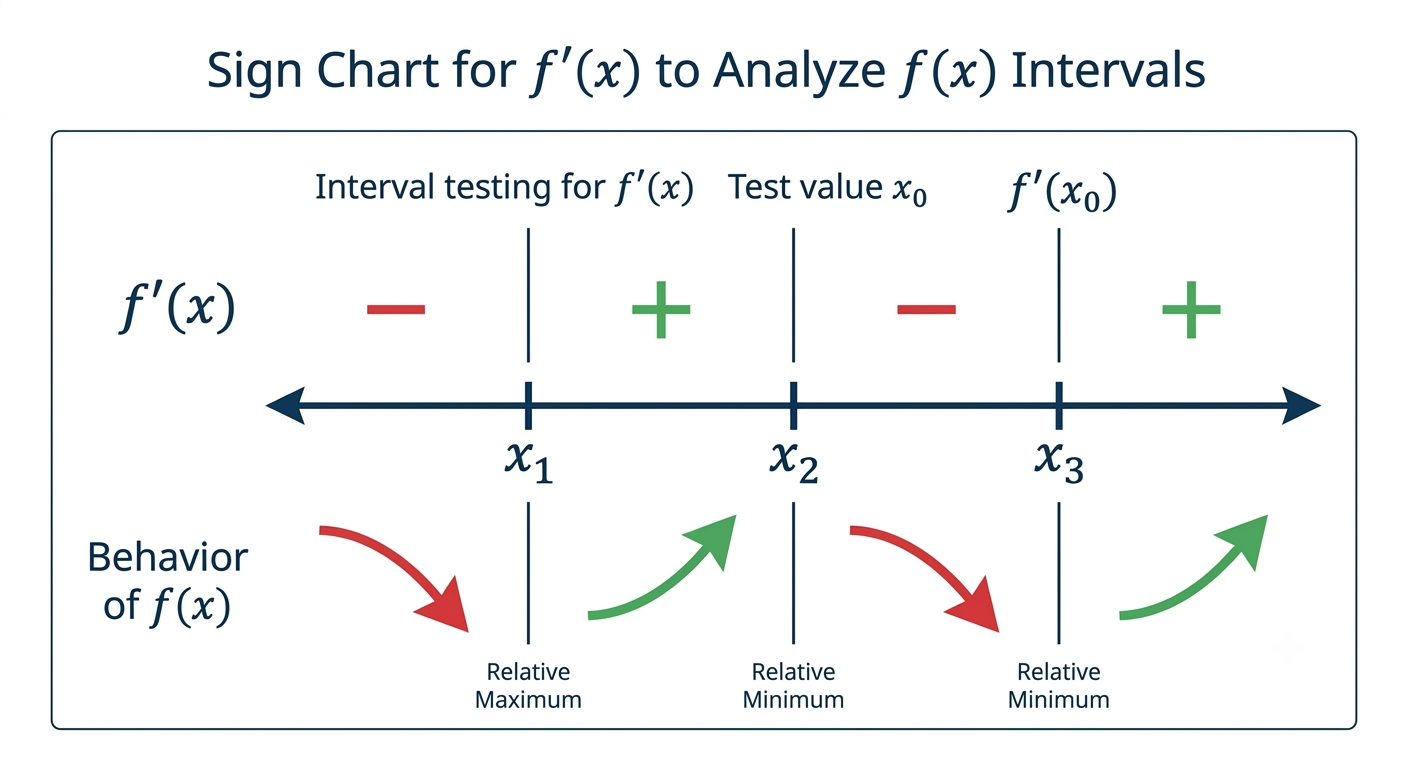 Sign Chart for f′(x) to Analyze f(x) Intervals
Interval testing for f′(x) Test value x₀ f′(x₀)
f′(x) − + − +
x₁ x₂ x₃
Behavior
of f(x)
Relative
Maximum
Relative
Minimum
Relative
Minimum